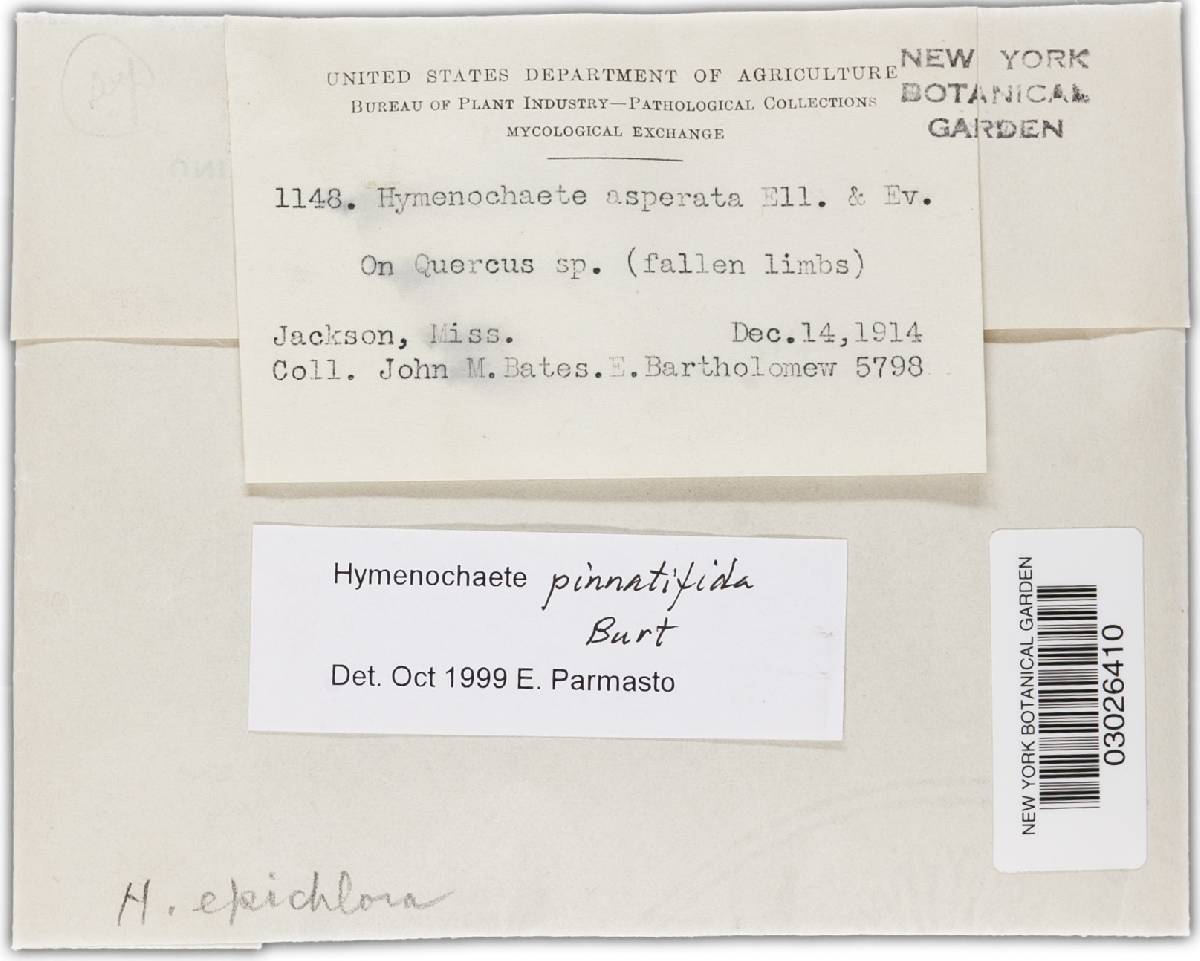 UNITED STATES DEPARTMENT OF AGRICULTURE
BUREAU OF PLANT INDUSTRY—PATHOLOGICAL COLLECTIONS
MYCOLOGICAL EXCHANGE
NEW YORK
BOTANICAL
GARDEN
1148. Hymenochaete asperata Ell. & Ev.
On Quercus sp. (fallen limbs)
Jackson, Miss. Dec.14,1914
Coll. John M.Bates.E.Bartholomew 5798
Hymenochaete pinnatifida
Burt
Det. Oct 1999 E. Parmasto
NEW YORK BOTANICAL GARDEN
03026410
H. epichlora